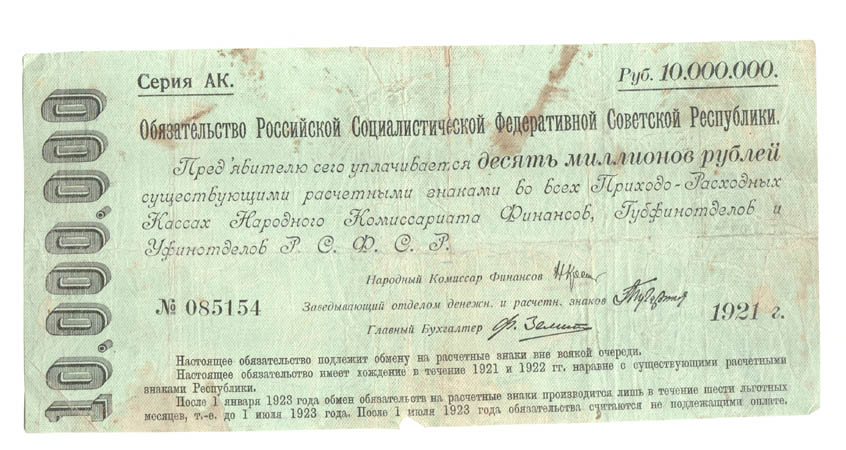 10.000.000
Серия АК.
Руб. 10.000.000.
Обязательство Российской Социалистической Федеративной Советской Республики.
Пред'явителю сего уплачивается десять миллионов рублей
существующими расчетными знаками во всех Приходо-Расходных
Кассах Народного Комиссариата Финансов, Губфинотделов и
Уфинотделов Р. С. Ф. С. Р.
Народный Комиссар Финансов
№ 085154
Заведывающий отделом денежн. и расчетн. знаков
1921 г.
Главный Бухгалтер
Настоящее обязательство подлежит обмену на расчетные знаки вне всякой очереди.
Настоящее обязательство имеет хождение в течение 1921 и 1922 гг. наравне с существующими расчетными
знаками Республики.
После 1 января 1923 года обмен обязательств на расчетные знаки производится лишь в течение шести льготных
месяцев, т.-е. до 1 июля 1923 года. После 1 июля 1923 года обязательства считаются не подлежащими оплате.